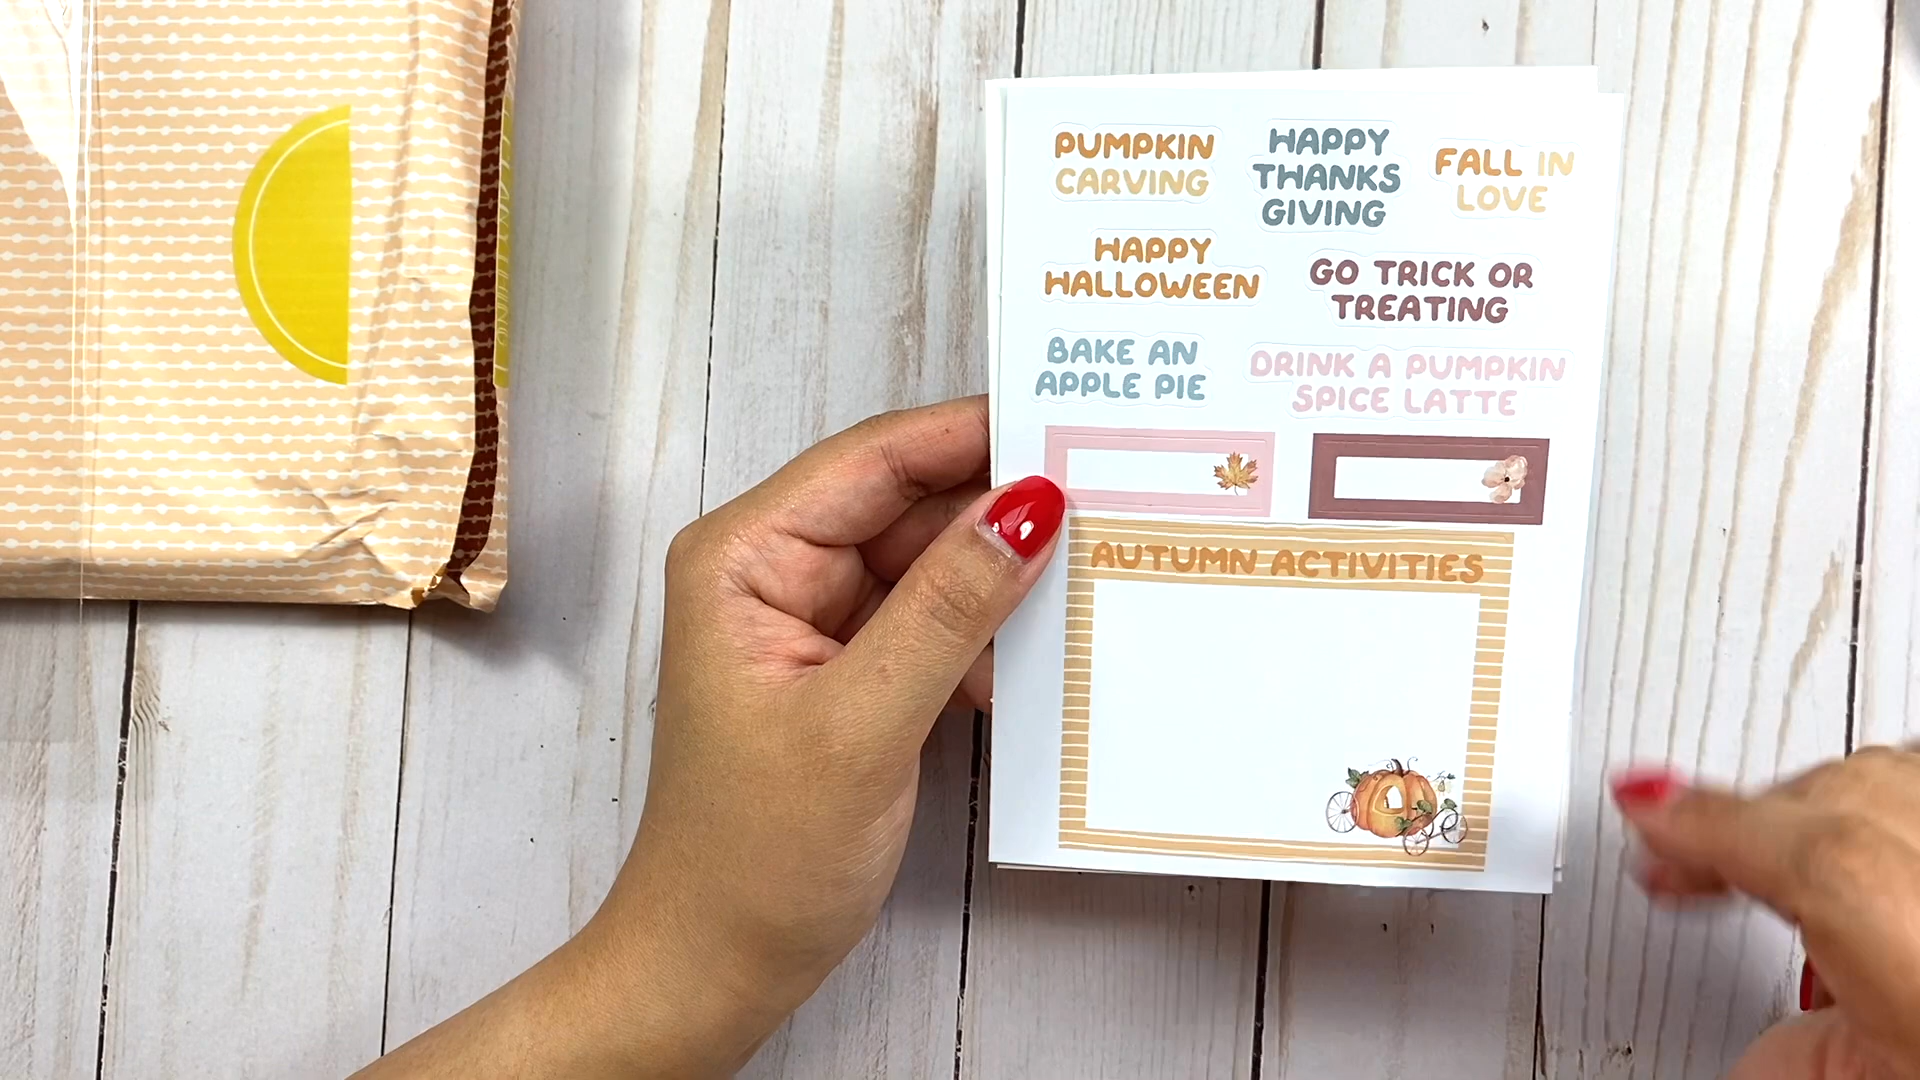 PUMPKIN
CARVING
HAPPY
THANKS
GIVING
FALL IN
LOVE
HAPPY
HALLOWEEN
GO TRICK OR
TREATING
BAKE AN
APPLE PIE
DRINK A PUMPKIN
SPICE LATTE
AUTUMN ACTIVITIES